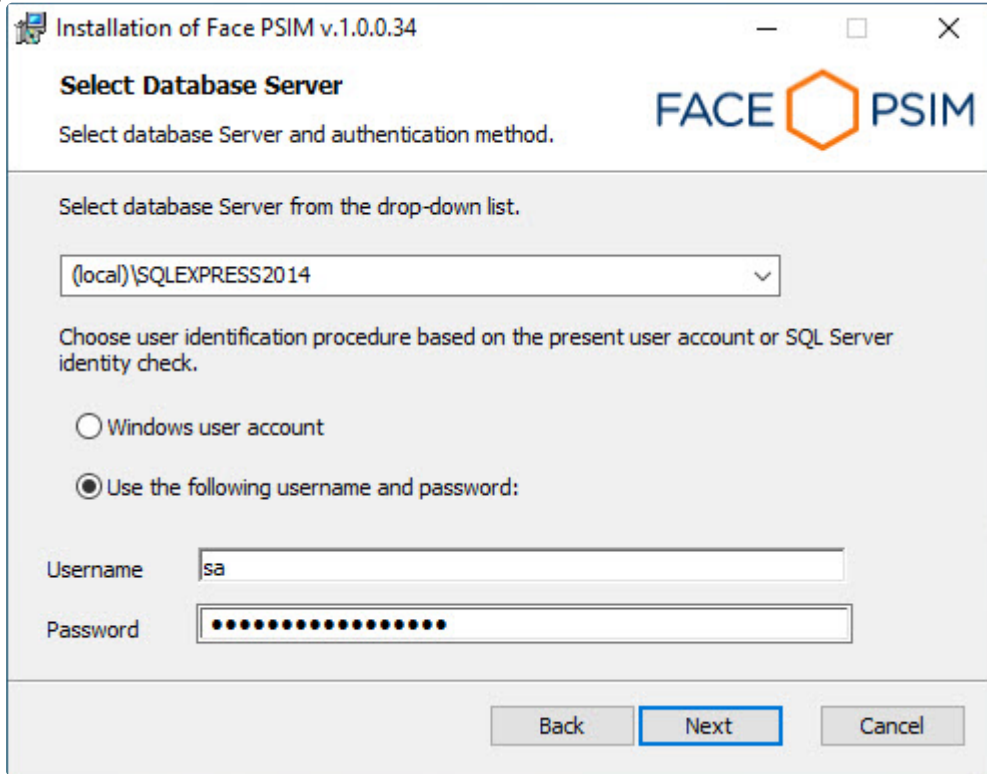 Installation of Face PSIM v.1.0.0.34
Select Database Server
FACE PSIM
Select database Server and authentication method.
Select database Server from the drop-down list.
(local)\SQLEXPRESS2014
Choose user identification procedure based on the present user account or SQL Server
identity check.
Windows user account
Use the following username and password:
Username sa
Password •••••••••••••••••
Back Next Cancel